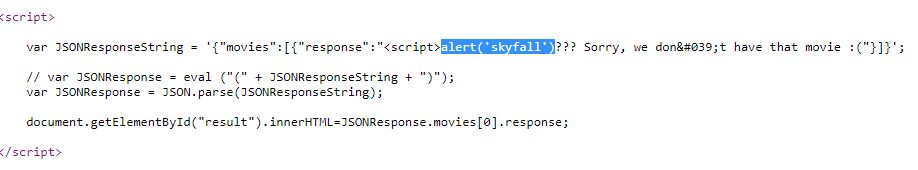 <script>
var JSONResponseString = '{"movies":[{"response":"<script>alert('skyfall')??? Sorry, we don&#039;t have that movie :("}]}';
// var JSONResponse = eval ("(" + JSONResponseString + ")");
var JSONResponse = JSON.parse(JSONResponseString);
document.getElementById("result").innerHTML=JSONResponse.movies[0].response;
</script>